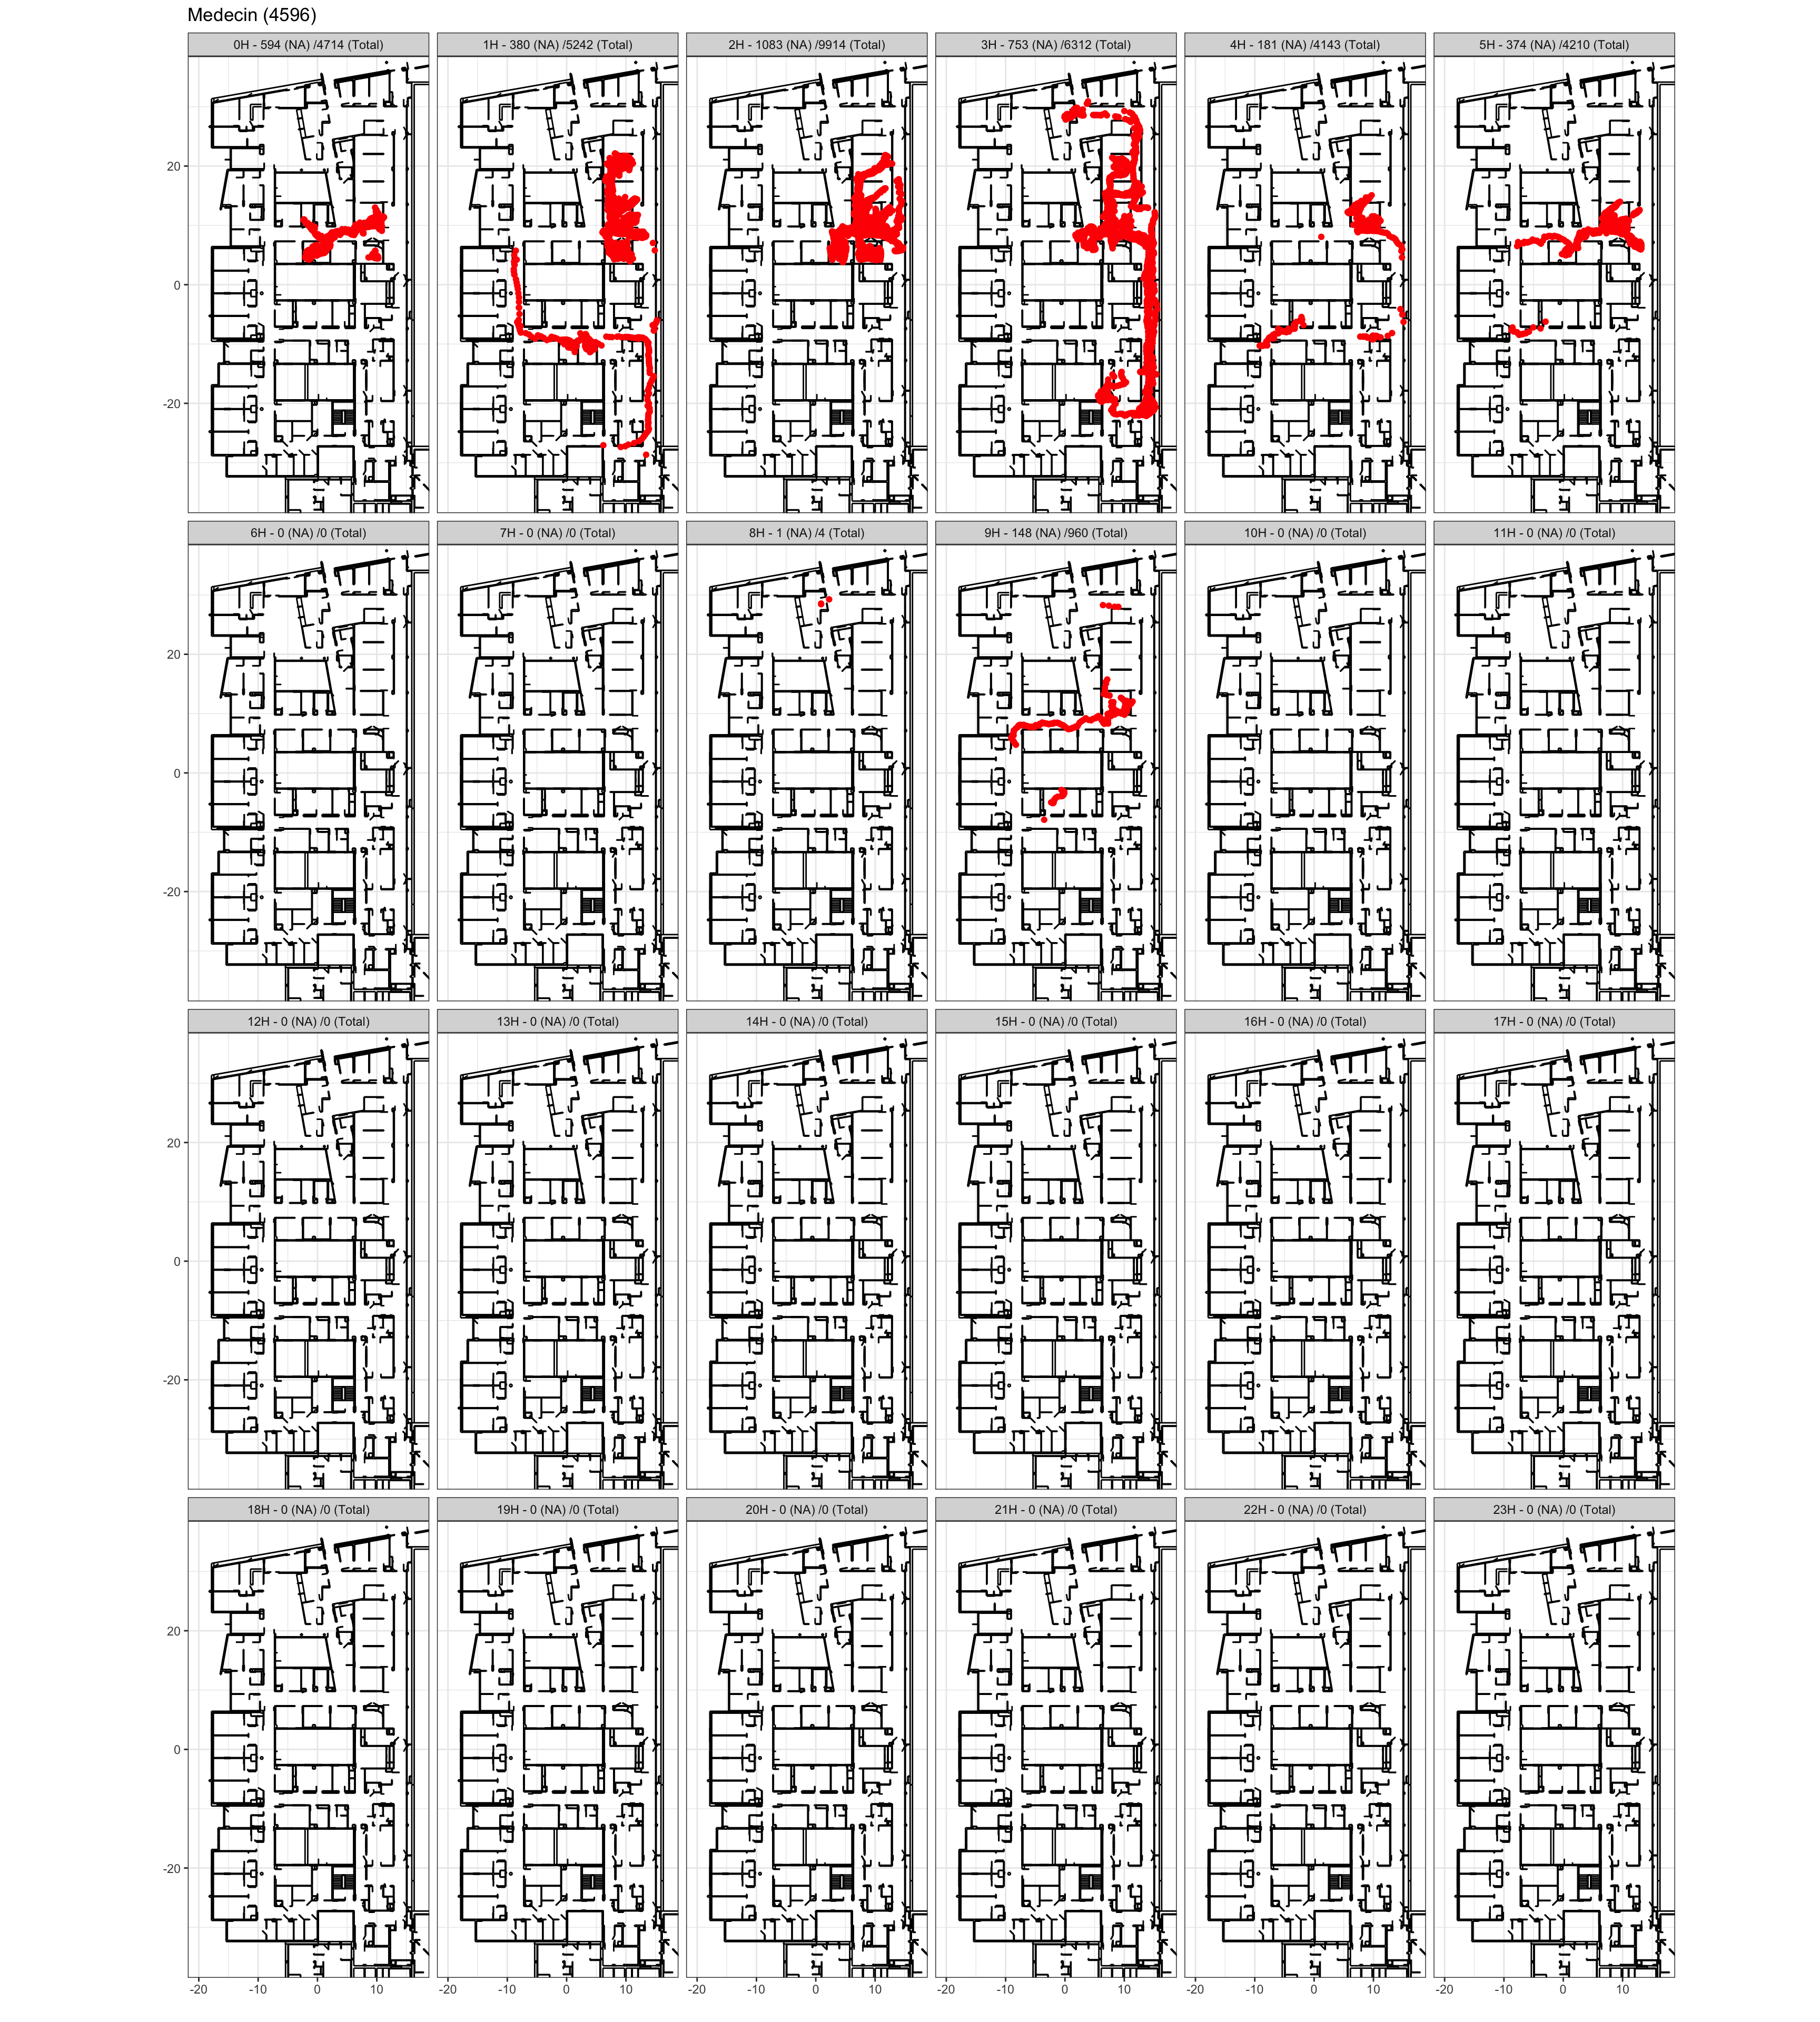 Medecin (4596)
0H - 594 (NA) /4714 (Total) 1H - 380 (NA) /5242 (Total) 2H - 1083 (NA) /9914 (Total) 3H - 753 (NA) /6312 (Total) 4H - 181 (NA) /4143 (Total) 5H - 374 (NA) /4210 (Total)
20
0
-20
6H - 0 (NA) /0 (Total) 7H - 0 (NA) /0 (Total) 8H - 1 (NA) /4 (Total) 9H - 148 (NA) /960 (Total) 10H - 0 (NA) /0 (Total) 11H - 0 (NA) /0 (Total)
20
0
-20
12H - 0 (NA) /0 (Total) 13H - 0 (NA) /0 (Total) 14H - 0 (NA) /0 (Total) 15H - 0 (NA) /0 (Total) 16H - 0 (NA) /0 (Total) 17H - 0 (NA) /0 (Total)
20
0
-20
18H - 0 (NA) /0 (Total) 19H - 0 (NA) /0 (Total) 20H - 0 (NA) /0 (Total) 21H - 0 (NA) /0 (Total) 22H - 0 (NA) /0 (Total) 23H - 0 (NA) /0 (Total)
20
0
-20
-20 -10 0 10 -20 -10 0 10 -20 -10 0 10 -20 -10 0 10 -20 -10 0 10 -20 -10 0 10